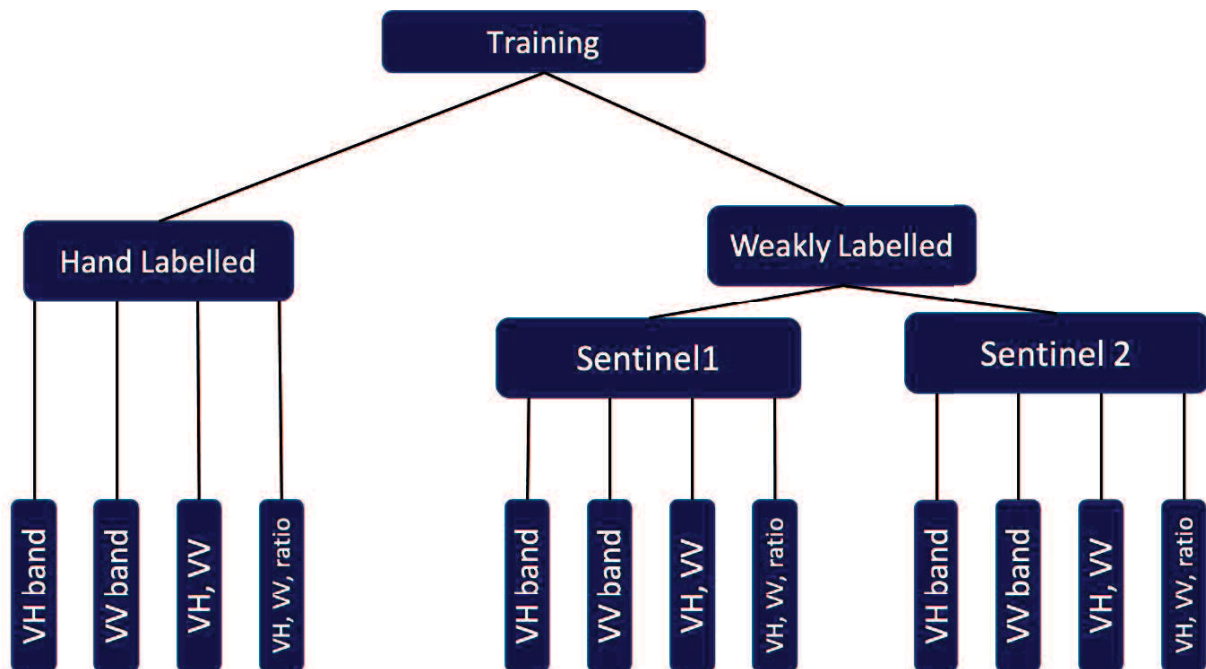 Training
Hand Labelled
Weakly Labelled
Sentinel1
Sentinel 2
VH band
VV band
VH, VV
VH, VV, ratio
VH band
VV band
VH, VV
VH, VV, ratio
VH band
VV band
VH, VV
VH, VV, ratio